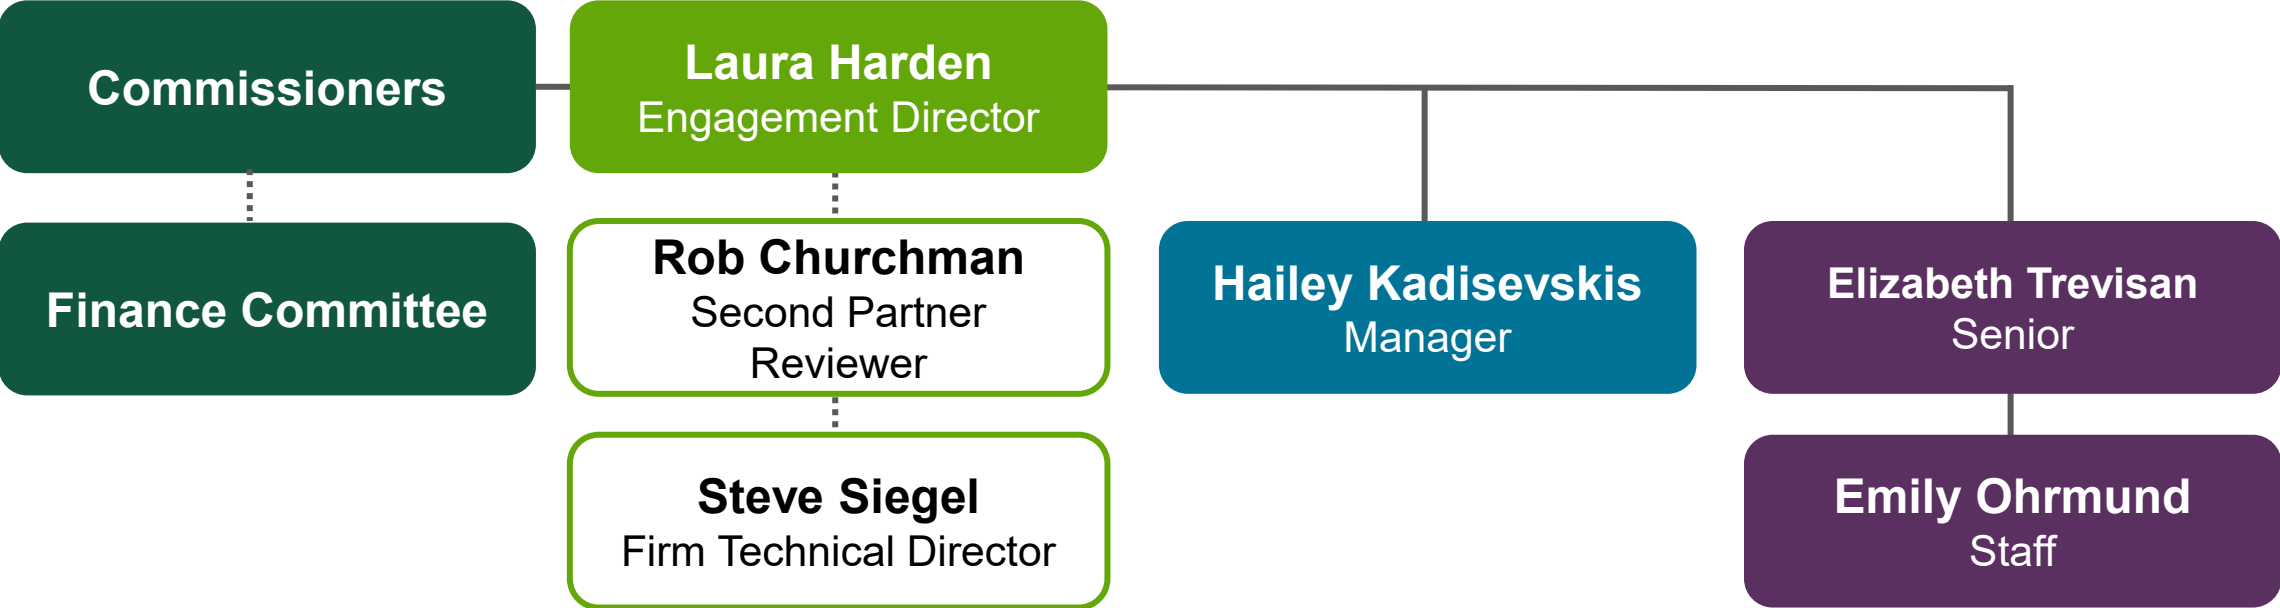 Commissioners
Laura Harden
Engagement Director
Finance Committee
Rob Churchman
Second Partner
Reviewer
Hailey Kadisevskis
Manager
Elizabeth Trevisan
Senior
Steve Siegel
Firm Technical Director
Emily Ohrmund
Staff